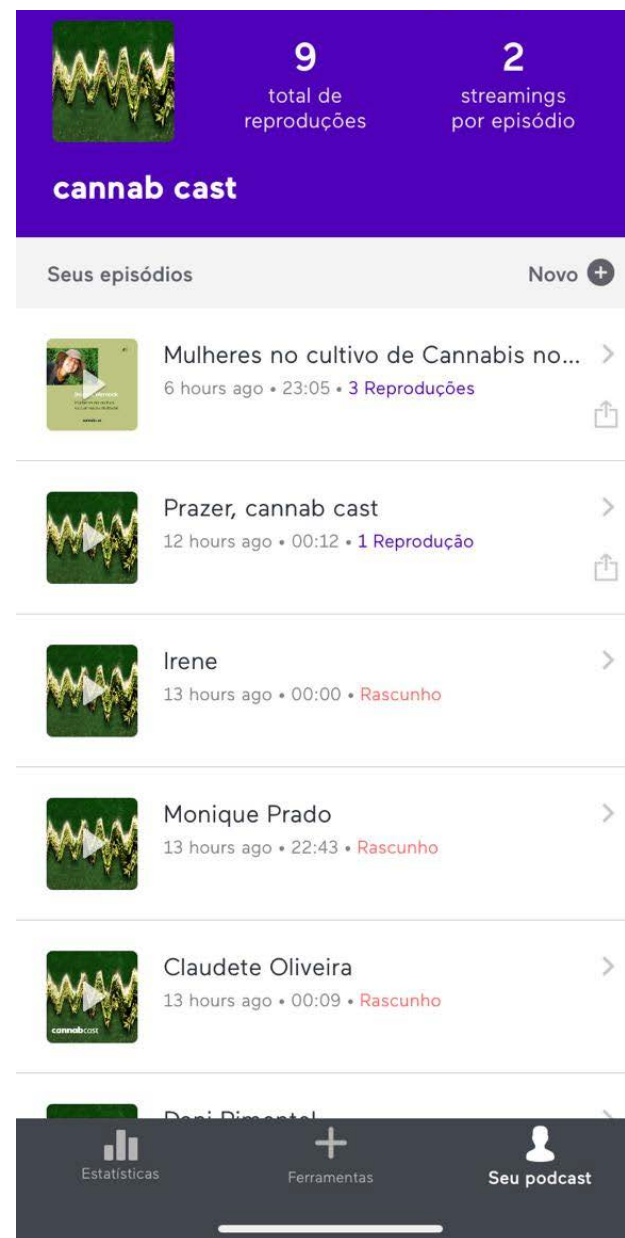 9
total de
reproduções
2
streamings
por episódio
cannab cast
Seus episódios
Novo
Mulheres no cultivo de Cannabis no...
6 hours ago • 23:05 • 3 Reproduções
Prazer, cannab cast
12 hours ago • 00:12 • 1 Reprodução
Irene
13 hours ago • 00:00 • Rascunho
Monique Prado
13 hours ago • 22:43 • Rascunho
Claudete Oliveira
13 hours ago • 00:09 • Rascunho
cannabcast
Estatísticas
Ferramentas
Seu podcast